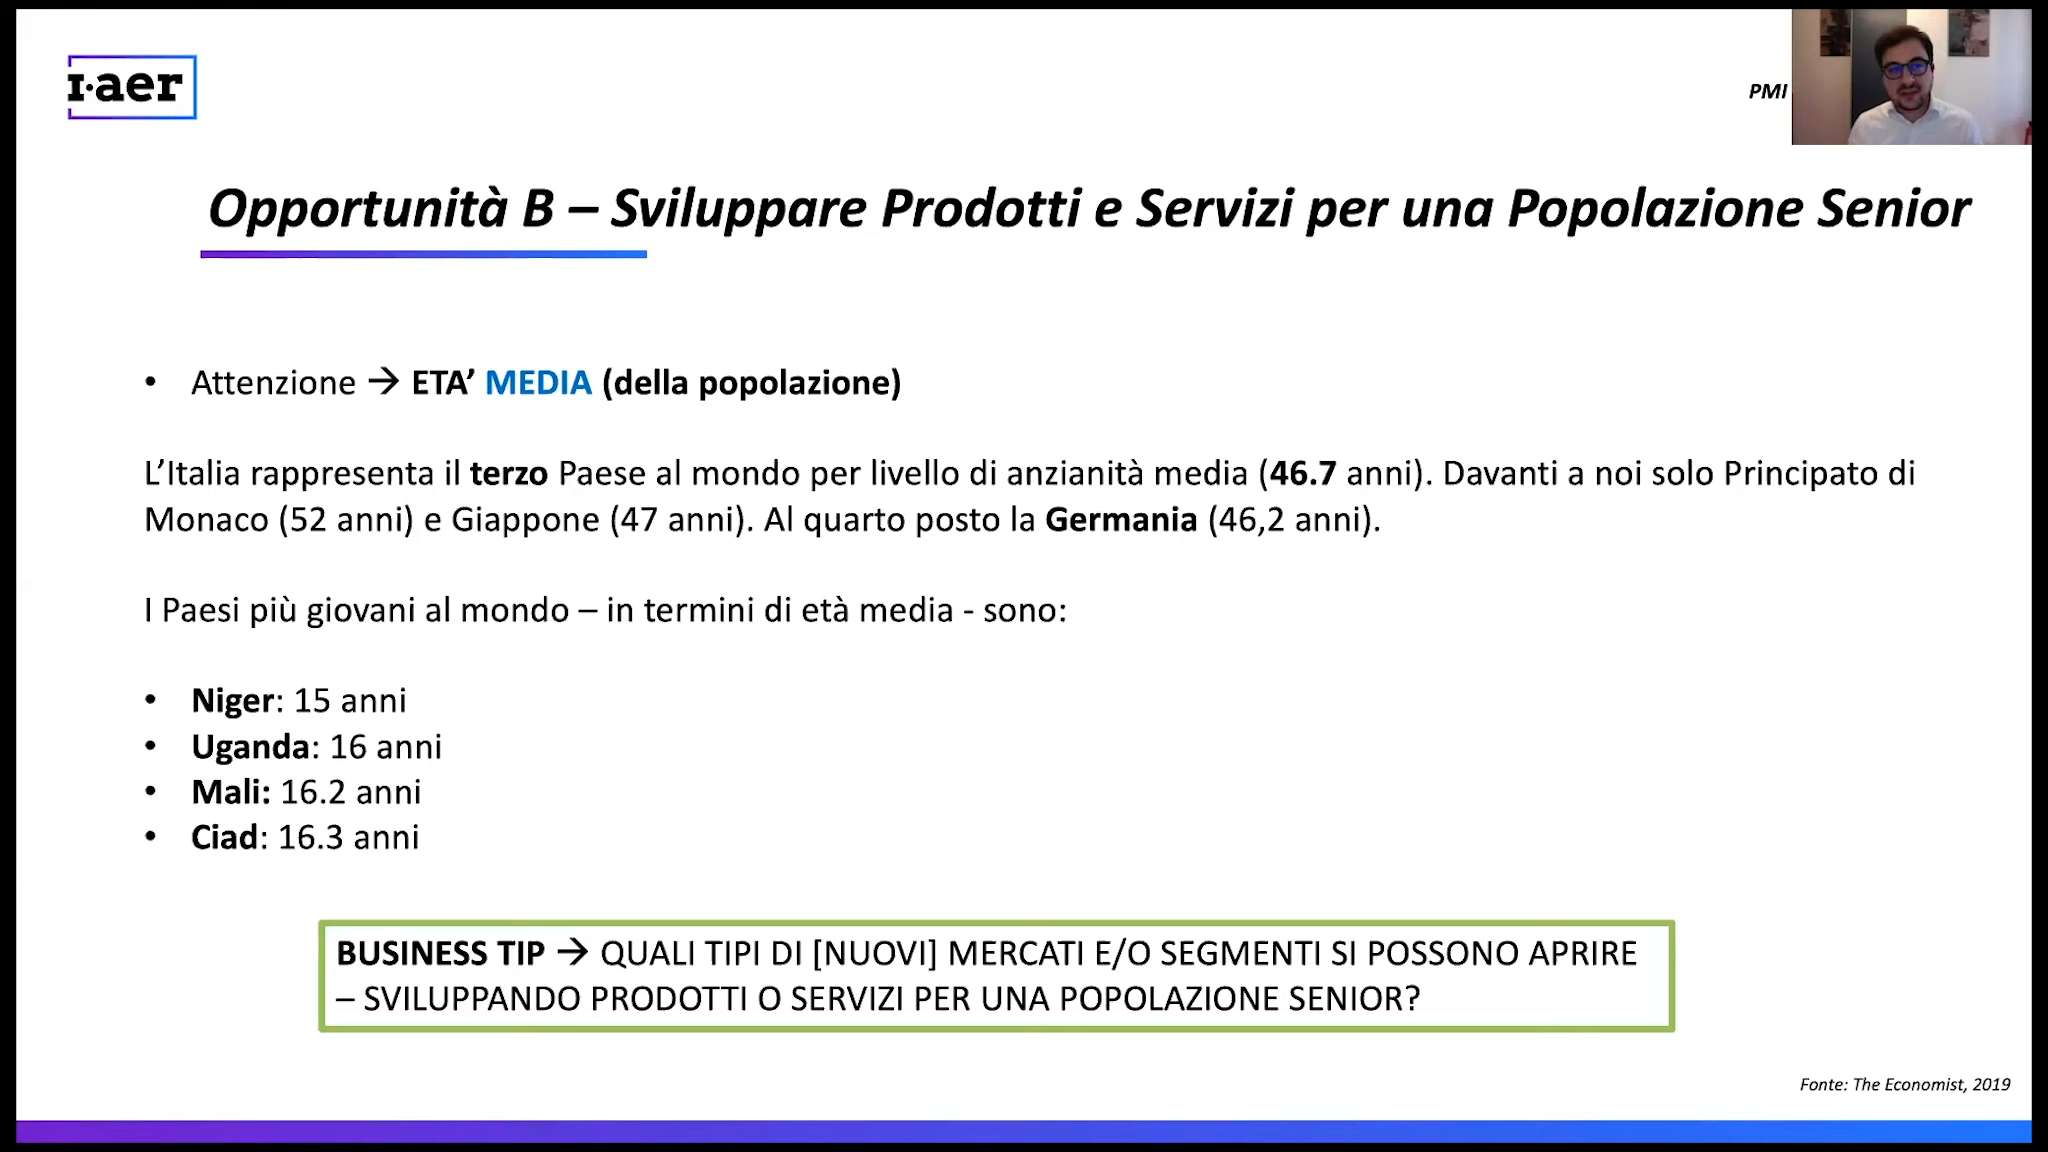 I·aer
PMI
Opportunità B – Sviluppare Prodotti e Servizi per una Popolazione Senior
• Attenzione → ETA’ MEDIA (della popolazione)
L’Italia rappresenta il terzo Paese al mondo per livello di anzianità media (46.7 anni). Davanti a noi solo Principato di
Monaco (52 anni) e Giappone (47 anni). Al quarto posto la Germania (46,2 anni).
I Paesi più giovani al mondo – in termini di età media - sono:
• Niger: 15 anni
• Uganda: 16 anni
• Mali: 16.2 anni
• Ciad: 16.3 anni
BUSINESS TIP → QUALI TIPI DI [NUOVI] MERCATI E/O SEGMENTI SI POSSONO APRIRE
– SVILUPPANDO PRODOTTI O SERVIZI PER UNA POPOLAZIONE SENIOR?
Fonte: The Economist, 2019